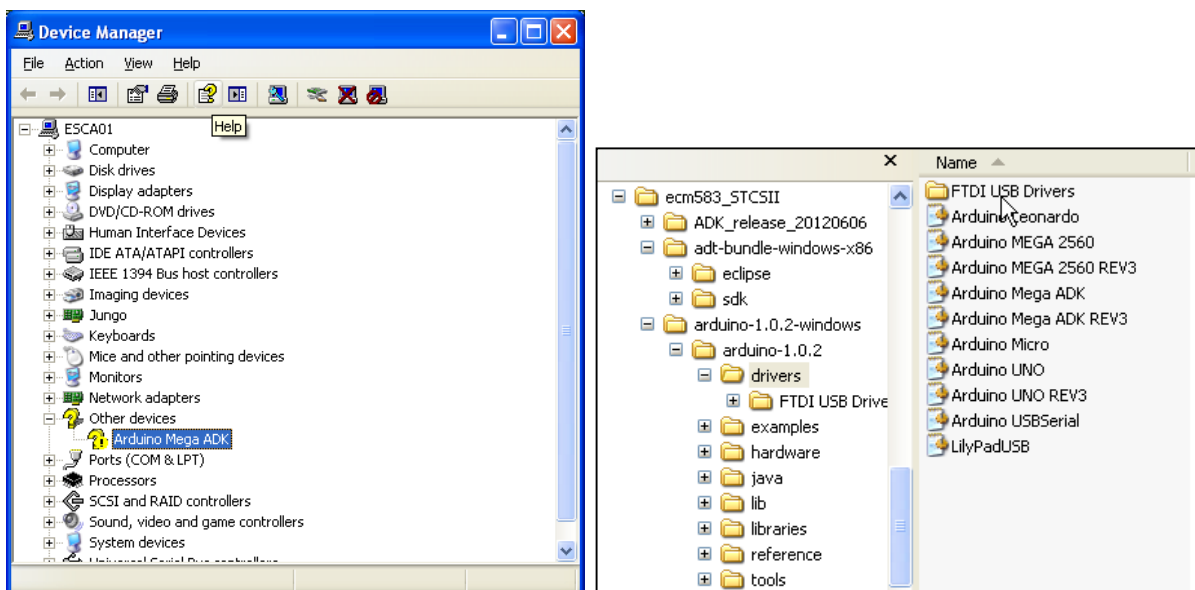 Device Manager
File Action View Help
Help
ESCA01
Computer
Disk drives
Display adapters
DVD/CD-ROM drives
Human Interface Devices
IDE ATA/ATAPI controllers
IEEE 1394 Bus host controllers
Imaging devices
Jungo
Keyboards
Mice and other pointing devices
Monitors
Network adapters
Other devices
Arduino Mega ADK
Ports (COM & LPT)
Processors
SCSI and RAID controllers
Sound, video and game controllers
System devices
Universal Serial Bus controllers
ecm583_STCSII
ADK_release_20120606
adt-bundle-windows-x86
eclipse
sdk
arduino-1.0.2-windows
arduino-1.0.2
drivers
FTDI USB Drive
examples
hardware
java
lib
libraries
reference
tools
Name
FTDI USB Drivers
Arduino Leonardo
Arduino MEGA 2560
Arduino MEGA 2560 REV3
Arduino Mega ADK
Arduino Mega ADK REV3
Arduino Micro
Arduino UNO
Arduino UNO REV3
Arduino USBSerial
LilyPadUSB